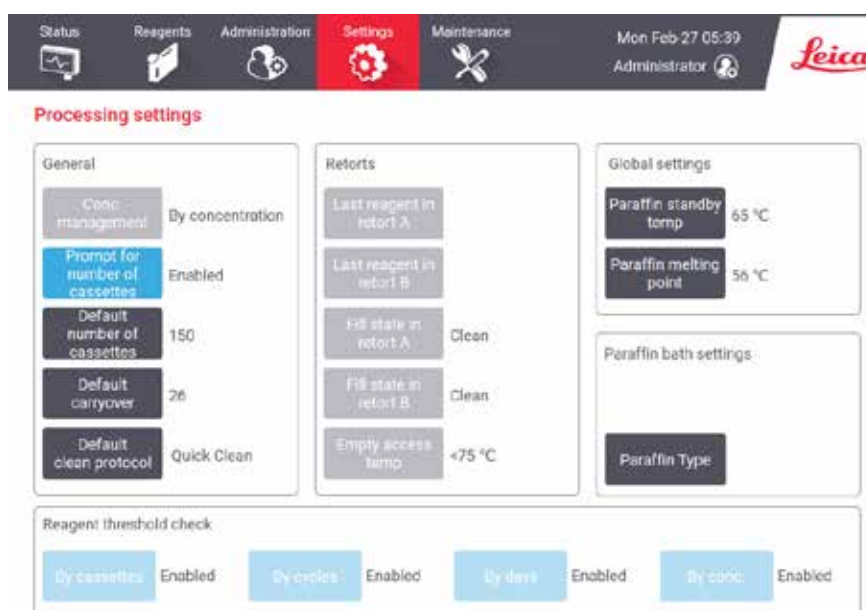 Status Reagents Administration Settings Maintenance
Mon Feb 27 05:39
Administrator
Leica
Processing settings
General
Conc
management
By concentration
Prompt for
number of
cassettes
Enabled
Default
number of
cassettes
150
Default
carryover
26
Default
clean protocol
Quick Clean
Retorts
Last reagent in
retort A
Last reagent in
retort B
Fill state in
retort A
Clean
Fill state in
retort B
Clean
Empty access
temp
<75 °C
Global settings
Paraffin standby
temp
65 °C
Paraffin melting
point
56 °C
Paraffin bath settings
Paraffin Type
Reagent threshold check
By cassettes Enabled By cycles Enabled By days Enabled By conc. Enabled